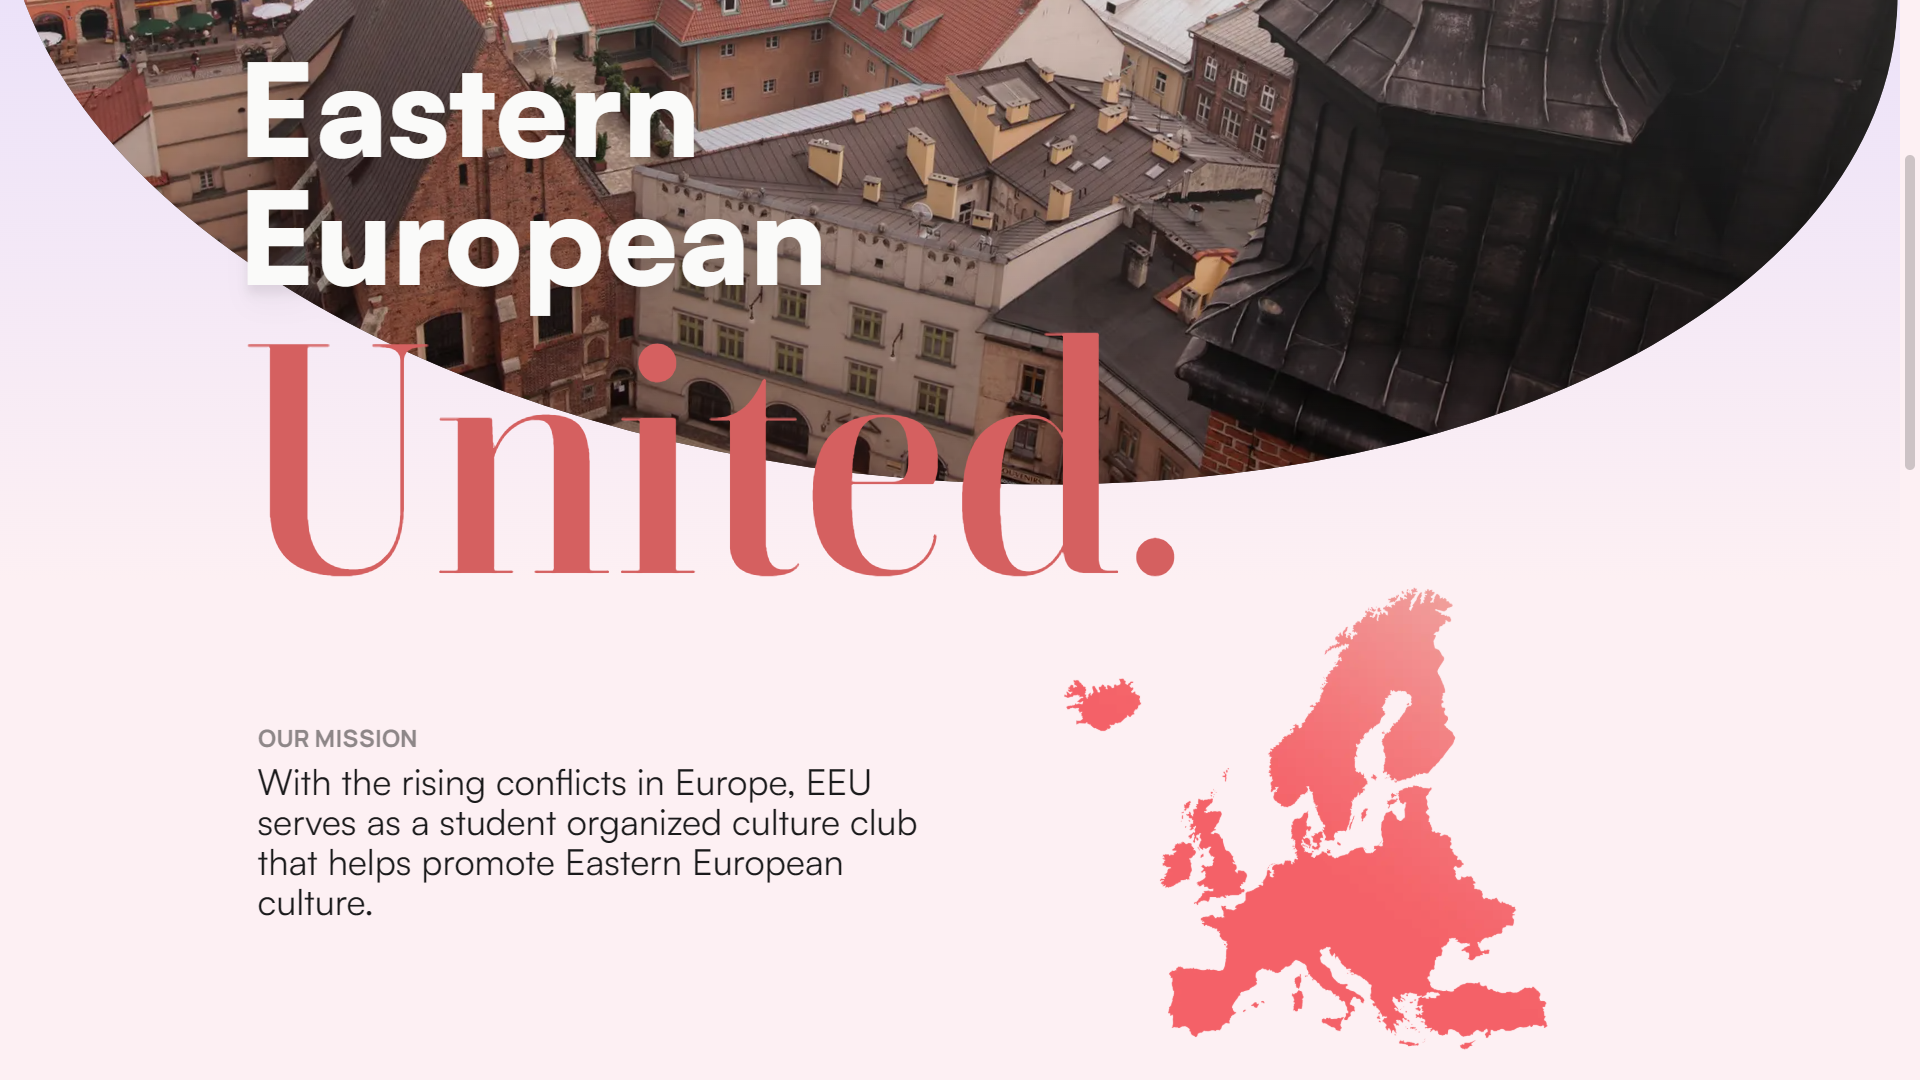 Eastern
European
United.
OUR MISSION
With the rising conflicts in Europe, EEU
serves as a student organized culture club
that helps promote Eastern European
culture.